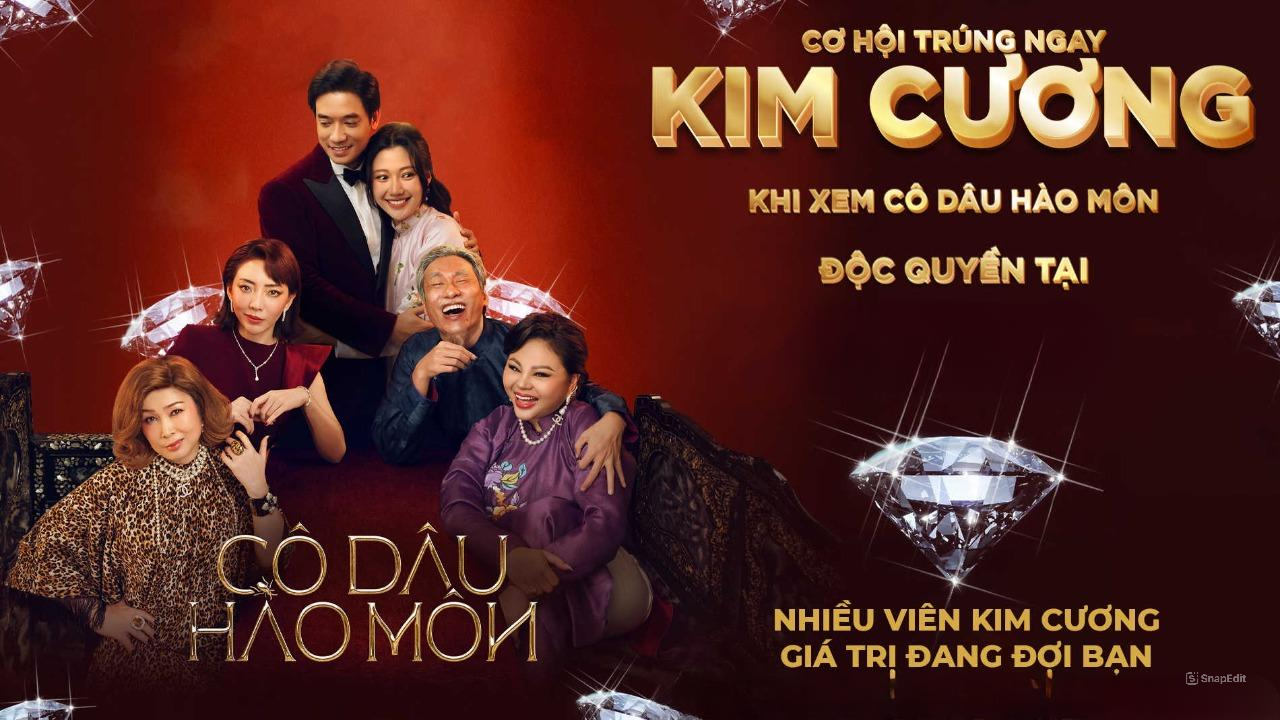 CƠ HỘI TRÚNG NGAY
KIM CƯƠNG
KHI XEM CÔ DÂU HÀO MÔN
ĐỘC QUYỀN TẠI
CÔ DÂU
HÀO MÔN
NHIỀU VIÊN KIM CƯƠNG
GIÁ TRỊ ĐANG ĐỢI BẠN
SnapEdit